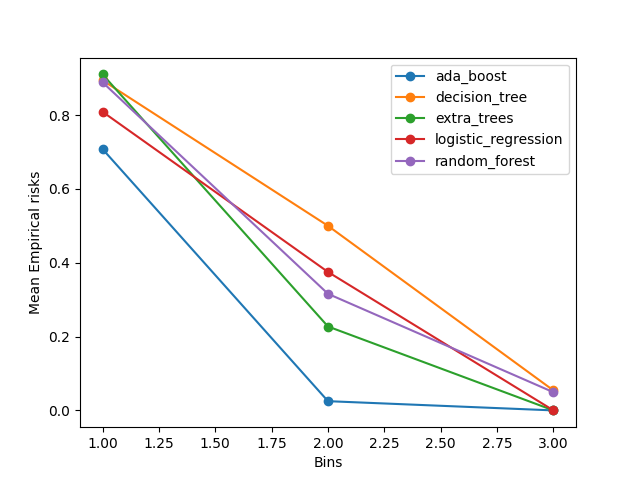 ada_boost
decision_tree
extra_trees
logistic_regression
random_forest
Mean Empirical risks
0.8
0.6
0.4
0.2
0.0
1.00 1.25 1.50 1.75 2.00 2.25 2.50 2.75 3.00
Bins